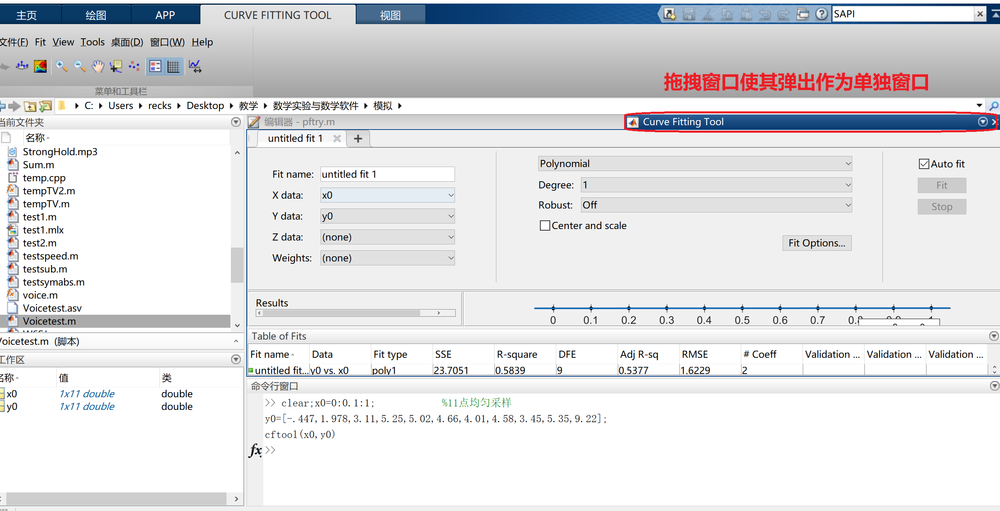 主页 绘图 APP CURVE FITTING TOOL 视图 SAPI
文件(F) Fit View Tools 桌面(D) 窗口(W) Help
拖拽窗口使其弹出作为单独窗口
菜单和工具栏
C: Users recks Desktop 教学 数学实验与数学软件 模拟
当前文件夹
名称
StrongHold.mp3
Sum.m
temp.cpp
tempTV2.m
tempTV.m
test1.m
test1.mlx
test2.m
testspeed.m
testsub.m
testsymabs.m
voice.m
Voicetest.asv
Voicetest.m
Voicetest.m (脚本)
工作区
名称 值 类
x0 1x11 double double
y0 1x11 double double
编辑器 - pftry.m Curve Fitting Tool
untitled fit 1 +
Fit name: untitled fit 1
X data: x0
Y data: y0
Z data: (none)
Weights: (none)
Polynomial
Degree: 1
Robust: Off
Center and scale
Fit Options...
Auto fit
Fit
Stop
Results
0 0.1 0.2 0.3 0.4 0.5 0.6 0.7
Table of Fits
Fit name Data Fit type SSE R-square DFE Adj R-sq RMSE # Coeff Validation ... Validation ... Validation ...
untitled fit... y0 vs. x0 poly1 23.7051 0.5839 9 0.5377 1.6229 2
命令行窗口
>> clear;x0=0:0.1:1; %11点均匀采样
y0=[-.447,1.978,3.11,5.25,5.02,4.66,4.01,4.58,3.45,5.35,9.22];
cftool(x0,y0)
fx >>